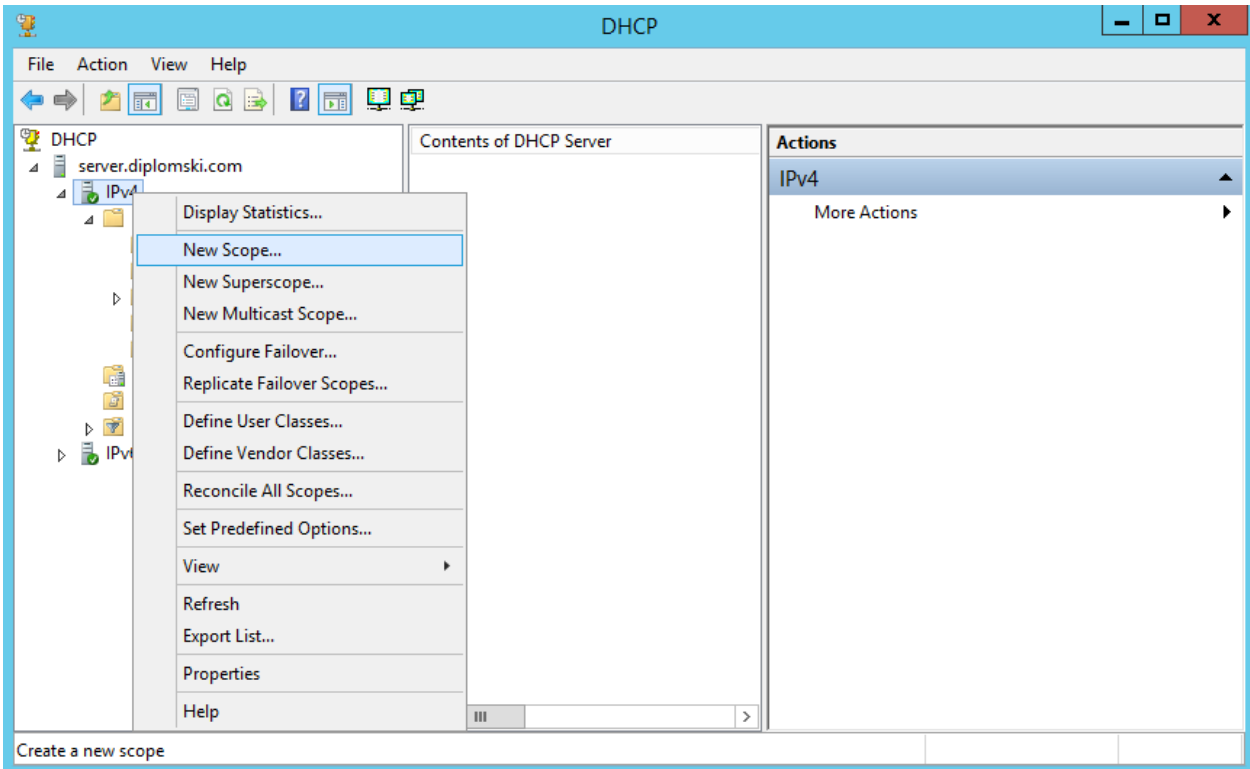 DHCP
File Action View Help
DHCP
server.diplomski.com
IPv4
IPv
Contents of DHCP Server
Display Statistics...
New Scope...
New Superscope...
New Multicast Scope...
Configure Failover...
Replicate Failover Scopes...
Define User Classes...
Define Vendor Classes...
Reconcile All Scopes...
Set Predefined Options...
View
Refresh
Export List...
Properties
Help
Actions
IPv4
More Actions
Create a new scope